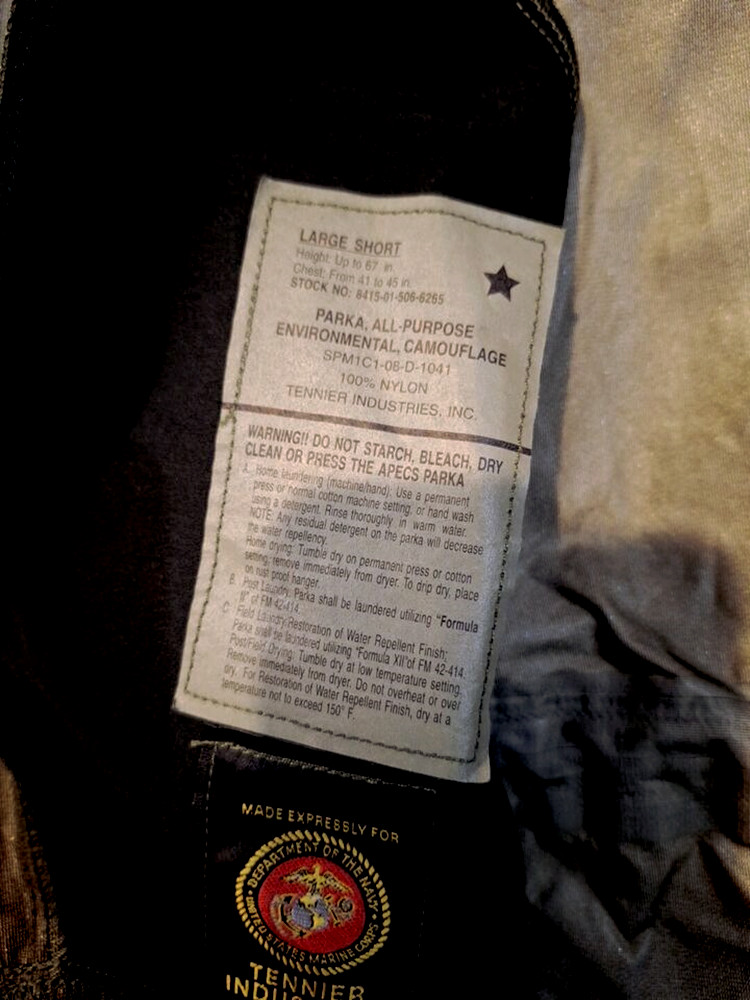 LARGE SHORT
Height: Up to 67 in.
Chest: From 41 to 45 in.
STOCK NO: 8415-01-506-6265
PARKA, ALL-PURPOSE
ENVIRONMENTAL, CAMOUFLAGE
SPM1C1-08-D-1041
100% NYLON
TENNIER INDUSTRIES, INC.
WARNING!! DO NOT STARCH, BLEACH, DRY
CLEAN OR PRESS THE APECS PARKA
A. Home laundering (machine/hand): Use a permanent
press or normal cotton machine setting, or hand wash
using a detergent. Rinse thoroughly in warm water.
NOTE: Any residual detergent on the parka will decrease
the water repellency.
Home drying: Tumble dry on permanent press or cotton
setting, remove immediately from dryer. To drip dry, place
on rust proof hanger.
B. Post Laundry: Parka shall be laundered utilizing "Formula
II" of FM 42-414.
C. Field Laundry/Restoration of Water Repellent Finish;
Parka shall be laundered utilizing "Formula XII"of FM 42-414.
Post/Field Drying: Tumble dry at low temperature setting.
Remove immediately from dryer. Do not overheat or over
dry. For Restoration of Water Repellent Finish, dry at a
temperature not to exceed 150° F
MADE EXPRESSLY FOR
DEPARTMENT OF THE NAVY
UNITED STATES MARINE CORPS
TENNIER